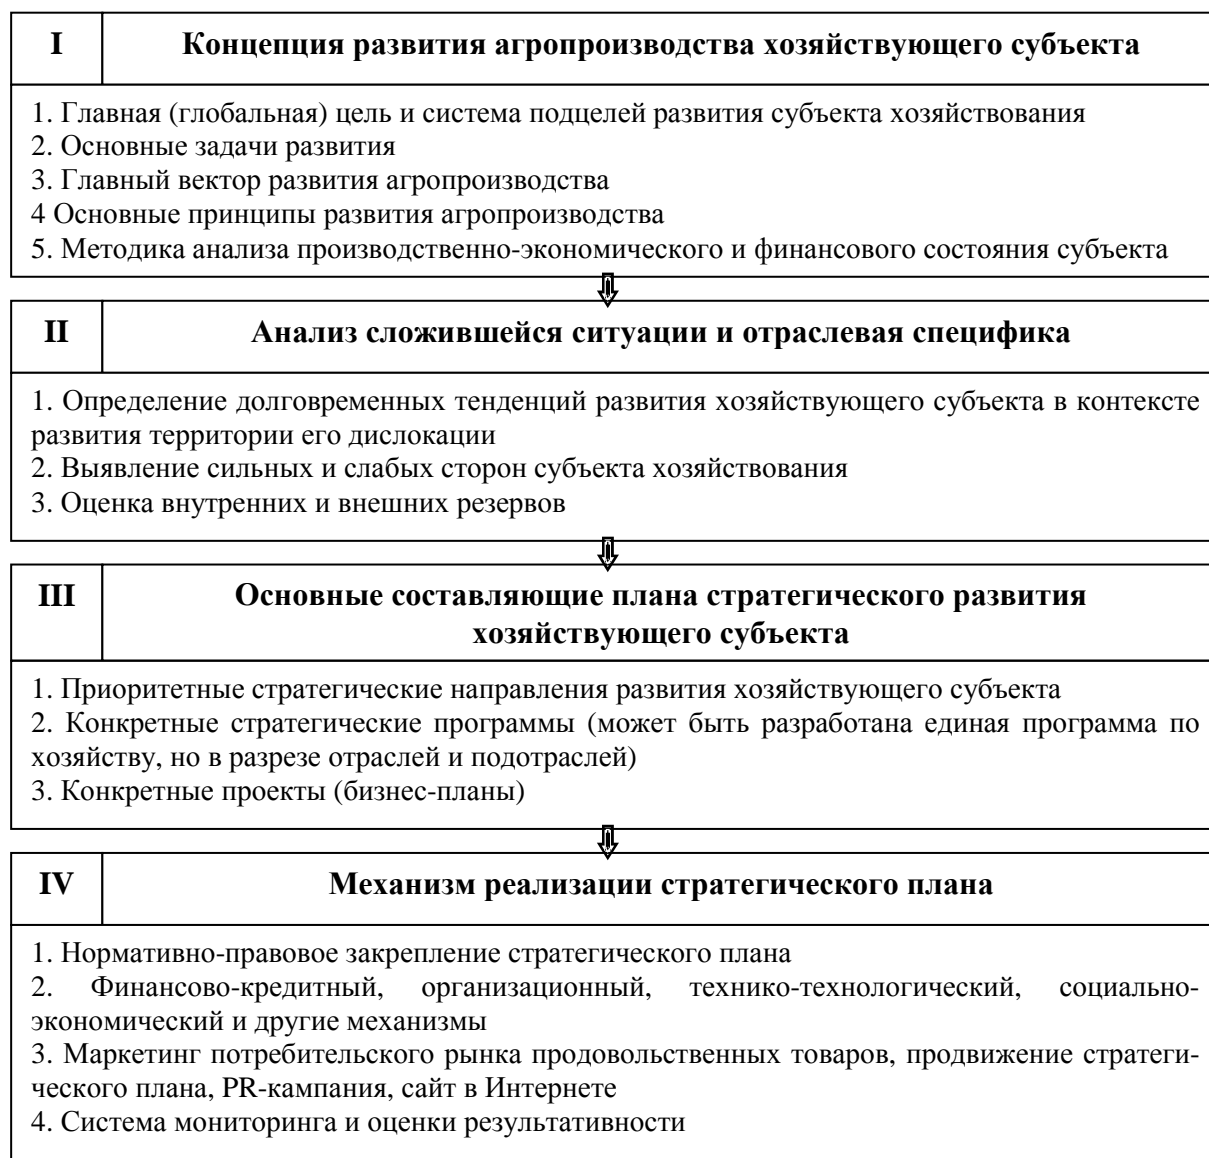 I
Концепция развития агропроизводства хозяйствующего субъекта
1. Главная (глобальная) цель и система подцелей развития субъекта хозяйствования
2. Основные задачи развития
3. Главный вектор развития агропроизводства
4 Основные принципы развития агропроизводства
5. Методика анализа производственно-экономического и финансового состояния субъекта
II
Анализ сложившейся ситуации и отраслевая специфика
1. Определение долговременных тенденций развития хозяйствующего субъекта в контексте
развития территории его дислокации
2. Выявление сильных и слабых сторон субъекта хозяйствования
3. Оценка внутренних и внешних резервов
III
Основные составляющие плана стратегического развития
хозяйствующего субъекта
1. Приоритетные стратегические направления развития хозяйствующего субъекта
2. Конкретные стратегические программы (может быть разработана единая программа по
хозяйству, но в разрезе отраслей и подотраслей)
3. Конкретные проекты (бизнес-планы)
IV
Механизм реализации стратегического плана
1. Нормативно-правовое закрепление стратегического плана
2. Финансово-кредитный, организационный, технико-технологический, социально-
экономический и другие механизмы
3. Маркетинг потребительского рынка продовольственных товаров, продвижение стратеги-
ческого плана, PR-кампания, сайт в Интернете
4. Система мониторинга и оценки результативности